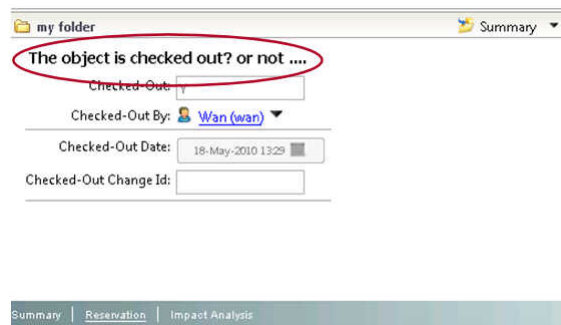 my folder Summary
The object is checked out? or not ....
Checked-Out: Y
Checked-Out By: Wan (wan)
Checked-Out Date: 18-May-2010 13:29
Checked-Out Change Id:
Summary | Reservation | Impact Analysis